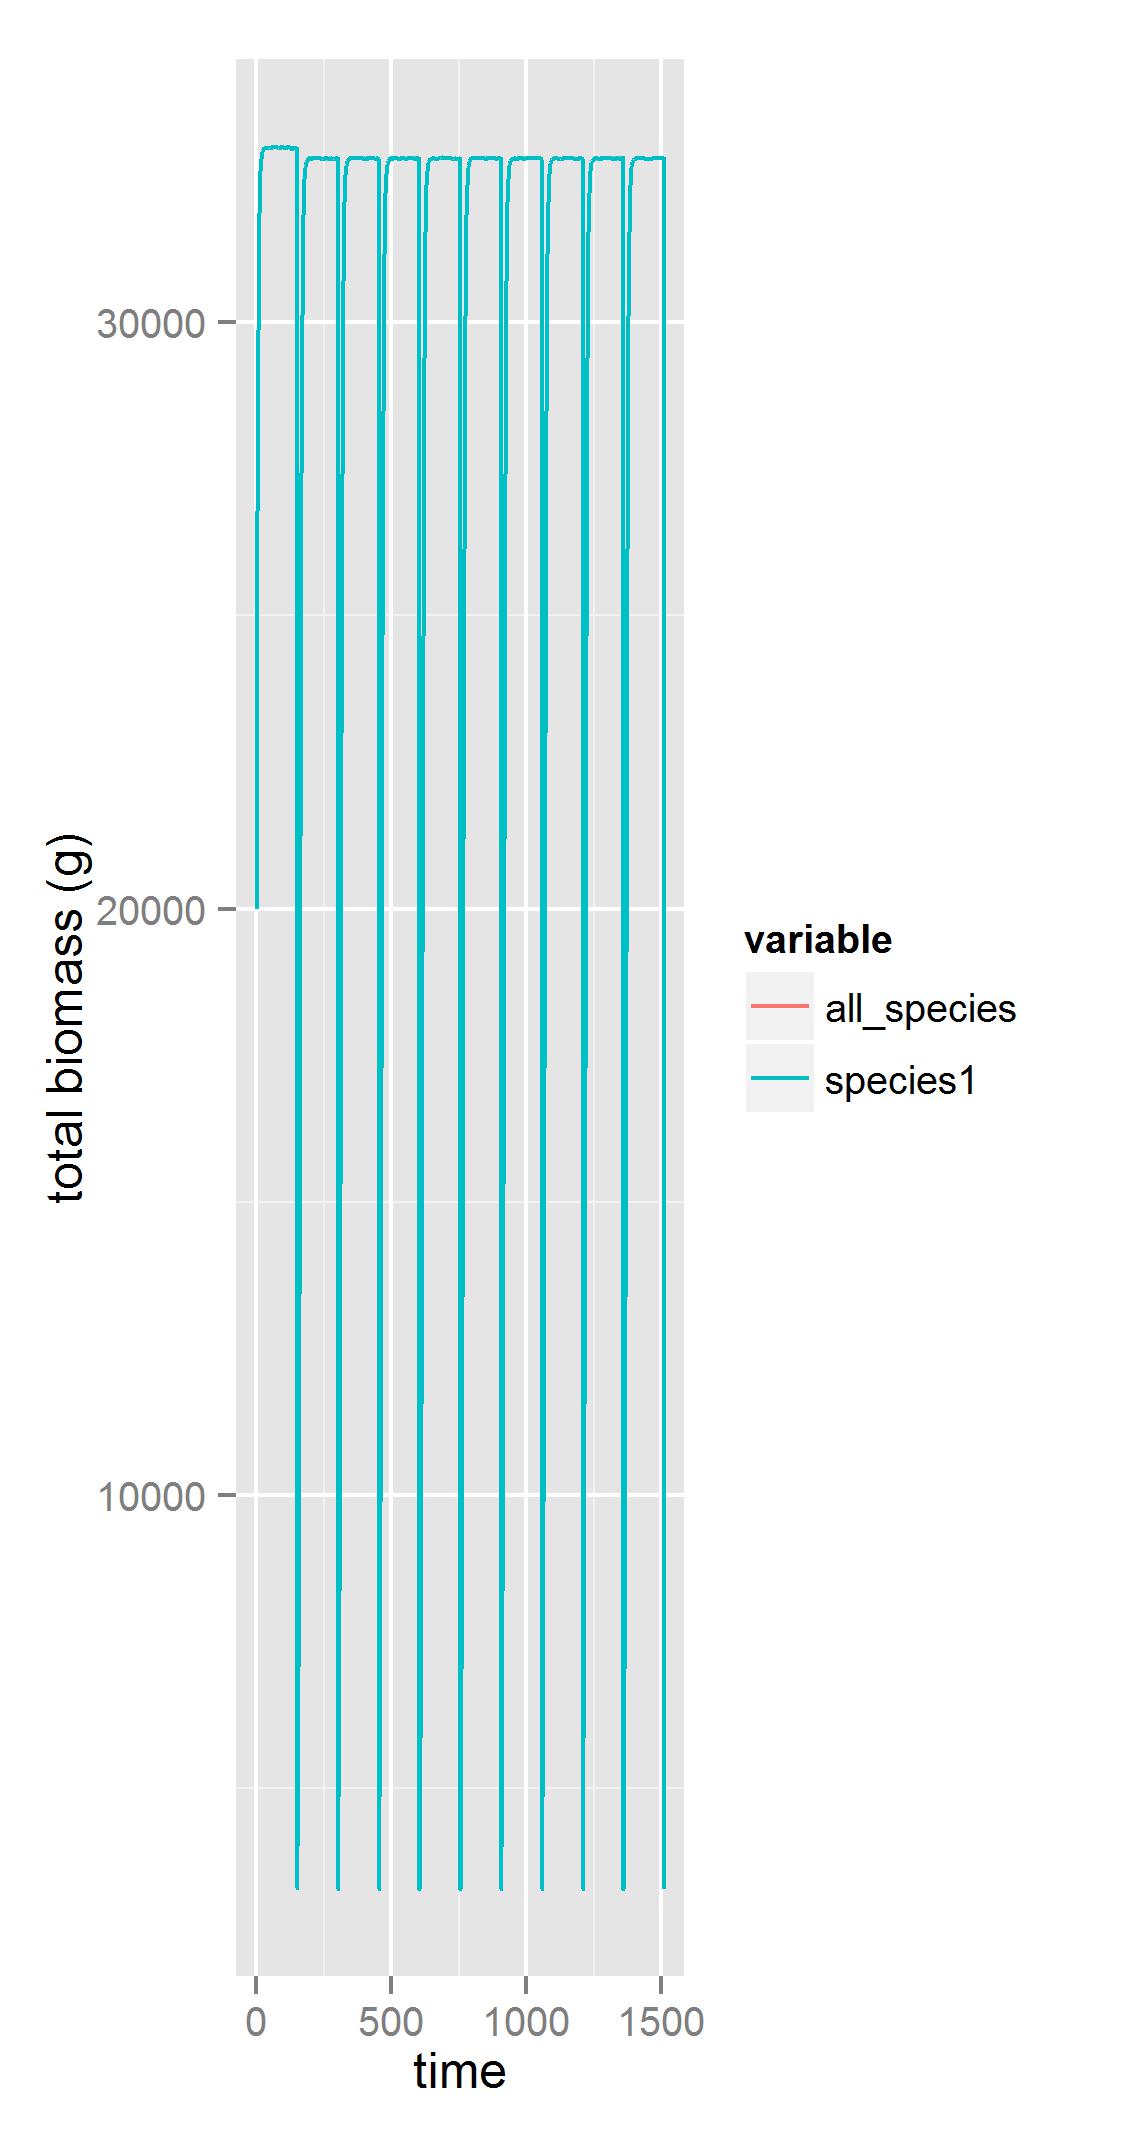 total biomass (g)
30000
20000
10000
0 500 1000 1500
time
variable
all_species
species1